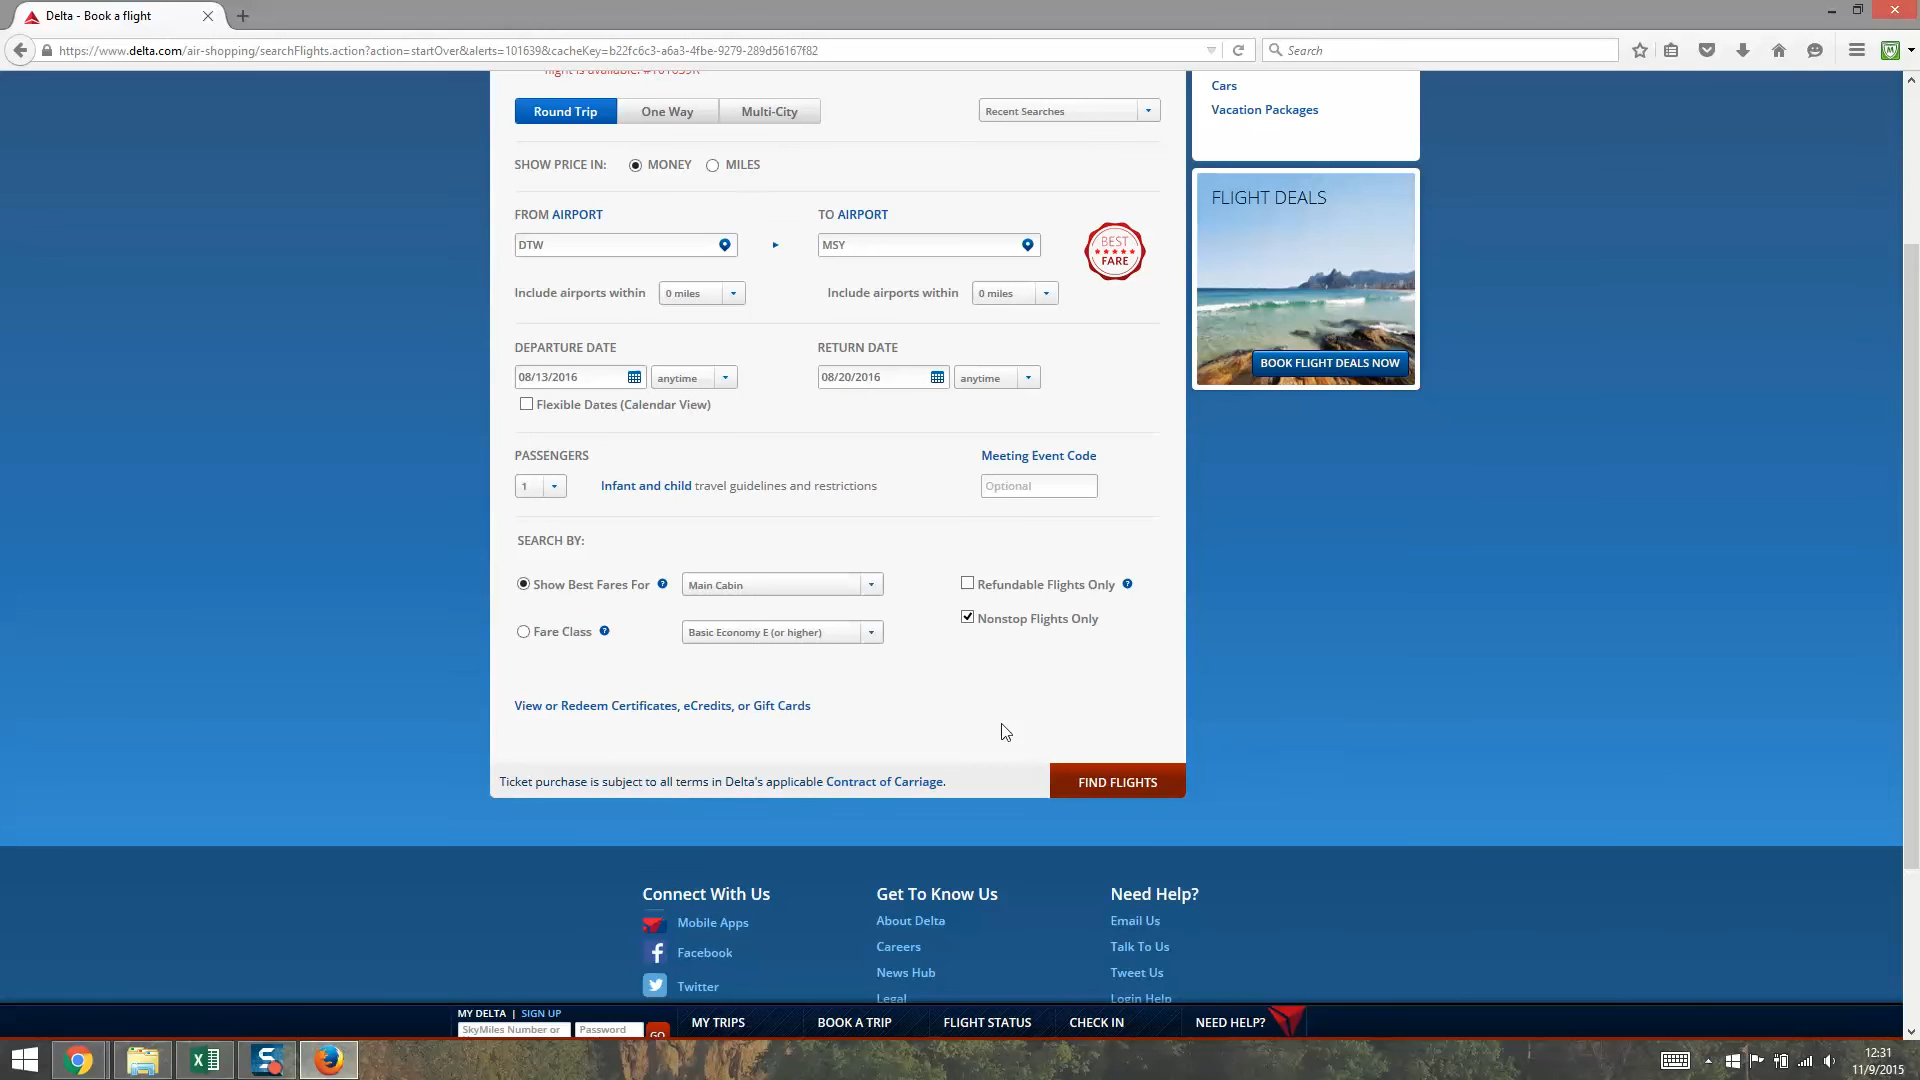 Delta - Book a flight
https://www.delta.com/air-shopping/searchFlights.action?action=startOver&alerts=101639&cacheKey=b22fc6c3-a6a3-4fbe-9279-289d56167f82
Search
flight is available. #101639R
Cars
Vacation Packages
Round Trip
One Way
Multi-City
Recent Searches
SHOW PRICE IN: MONEY MILES
FLIGHT DEALS
FROM AIRPORT
TO AIRPORT
DTW
MSY
BEST
FARE
Include airports within 0 miles
Include airports within 0 miles
DEPARTURE DATE
RETURN DATE
BOOK FLIGHT DEALS NOW
08/13/2016 anytime
08/20/2016 anytime
Flexible Dates (Calendar View)
PASSENGERS
Meeting Event Code
1
Infant and child travel guidelines and restrictions
Optional
SEARCH BY:
Show Best Fares For ? Main Cabin
Refundable Flights Only ?
Nonstop Flights Only
Fare Class ? Basic Economy E (or higher)
View or Redeem Certificates, eCredits, or Gift Cards
Ticket purchase is subject to all terms in Delta's applicable Contract of Carriage.
FIND FLIGHTS
Connect With Us
Get To Know Us
Need Help?
Mobile Apps
About Delta
Email Us
Facebook
Careers
Talk To Us
Twitter
News Hub
Tweet Us
Legal
Login Help
MY DELTA | SIGN UP
SkyMiles Number or
Password
GO
MY TRIPS
BOOK A TRIP
FLIGHT STATUS
CHECK IN
NEED HELP?
12:31
11/9/2015